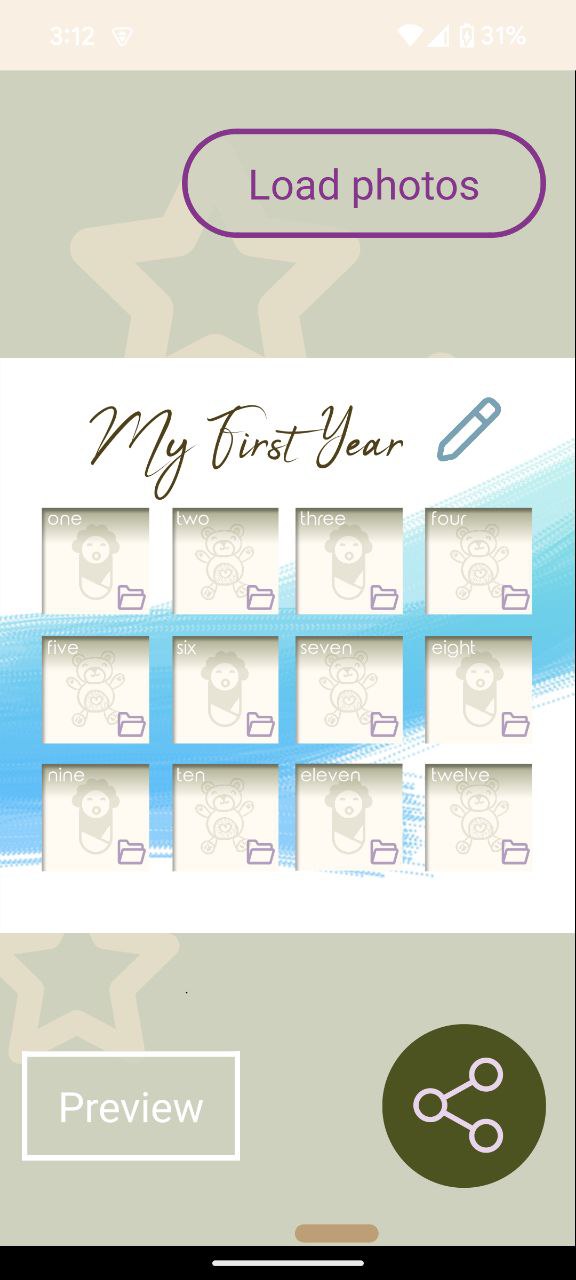 3:12 31%
Load photos
My First Year
one two three four
five six seven eight
nine ten eleven twelve
Preview